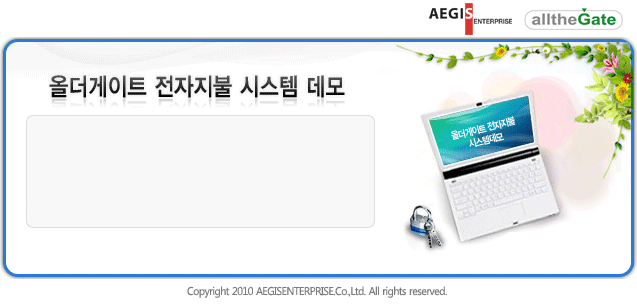 AEGIS ENTERPRISE alltheGate
올더게이트 전자지불 시스템 데모
올더게이트 전자지불
시스템데모
Copyright 2010 AEGISENTERPRISE.Co.,Ltd. All rights reserved.